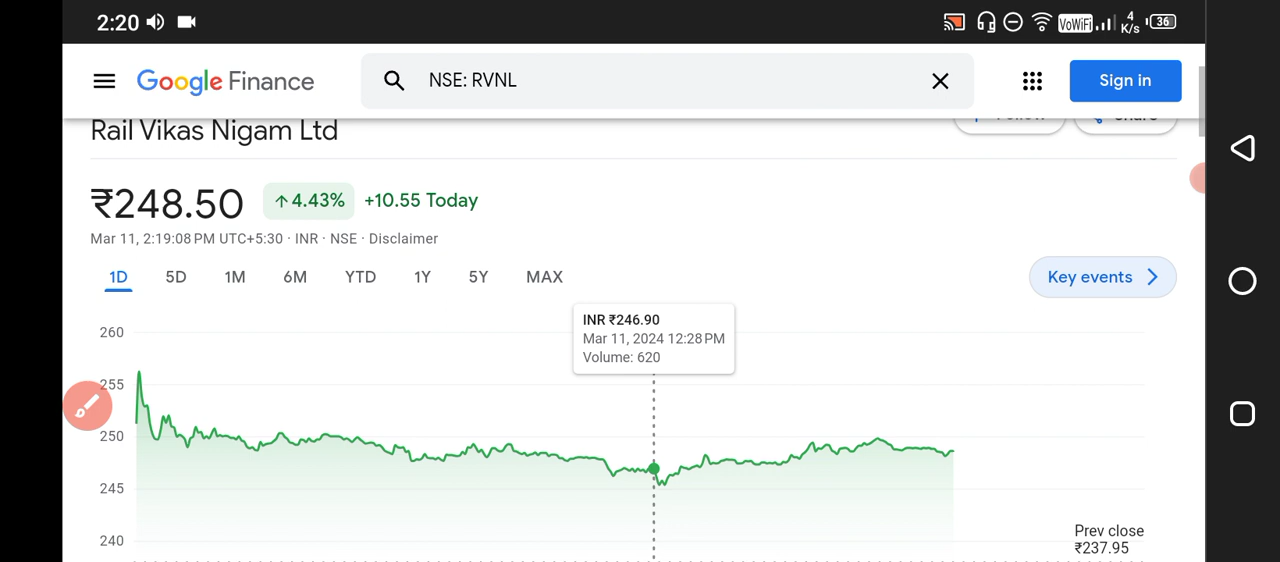 2:20
VoWiFi
4 K/s
36
Google Finance
NSE: RVNL
Sign in
Rail Vikas Nigam Ltd
Follow
Share
₹248.50
↑ 4.43%
+10.55 Today
Mar 11, 2:19:08 PM UTC+5:30 · INR · NSE · Disclaimer
1D 5D 1M 6M YTD 1Y 5Y MAX
Key events
INR ₹246.90
Mar 11, 2024 12:28 PM
Volume: 620
260
255
250
245
240
Prev close
₹237.95